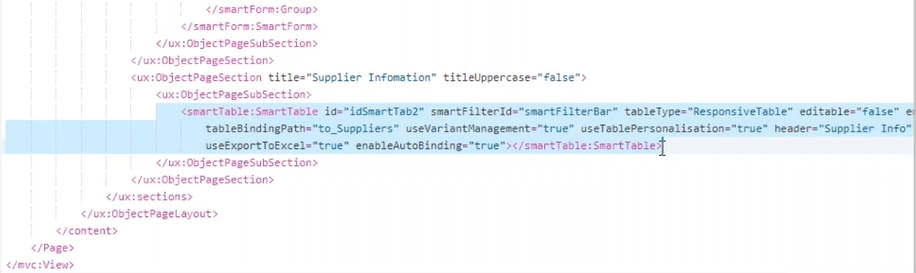 </smartForm:Group>
</smartForm:SmartForm>
</ux:ObjectPageSubSection>
</ux:ObjectPageSection>
<ux:ObjectPageSection title="Supplier Infomation" titleUppercase="false">
<ux:ObjectPageSubSection>
<smartTable:SmartTable id="idSmartTab2" smartFilterId="smartFilterBar" tableType="ResponsiveTable" editable="false"
tableBindingPath="to_Suppliers" useVariantManagement="true" useTablePersonalisation="true" header="Supplier Info"
useExportToExcel="true" enableAutoBinding="true"></smartTable:SmartTable>
</ux:ObjectPageSubSection>
</ux:ObjectPageSection>
</ux:sections>
</ux:ObjectPageLayout>
</content>
</Page>
</mvc:View>